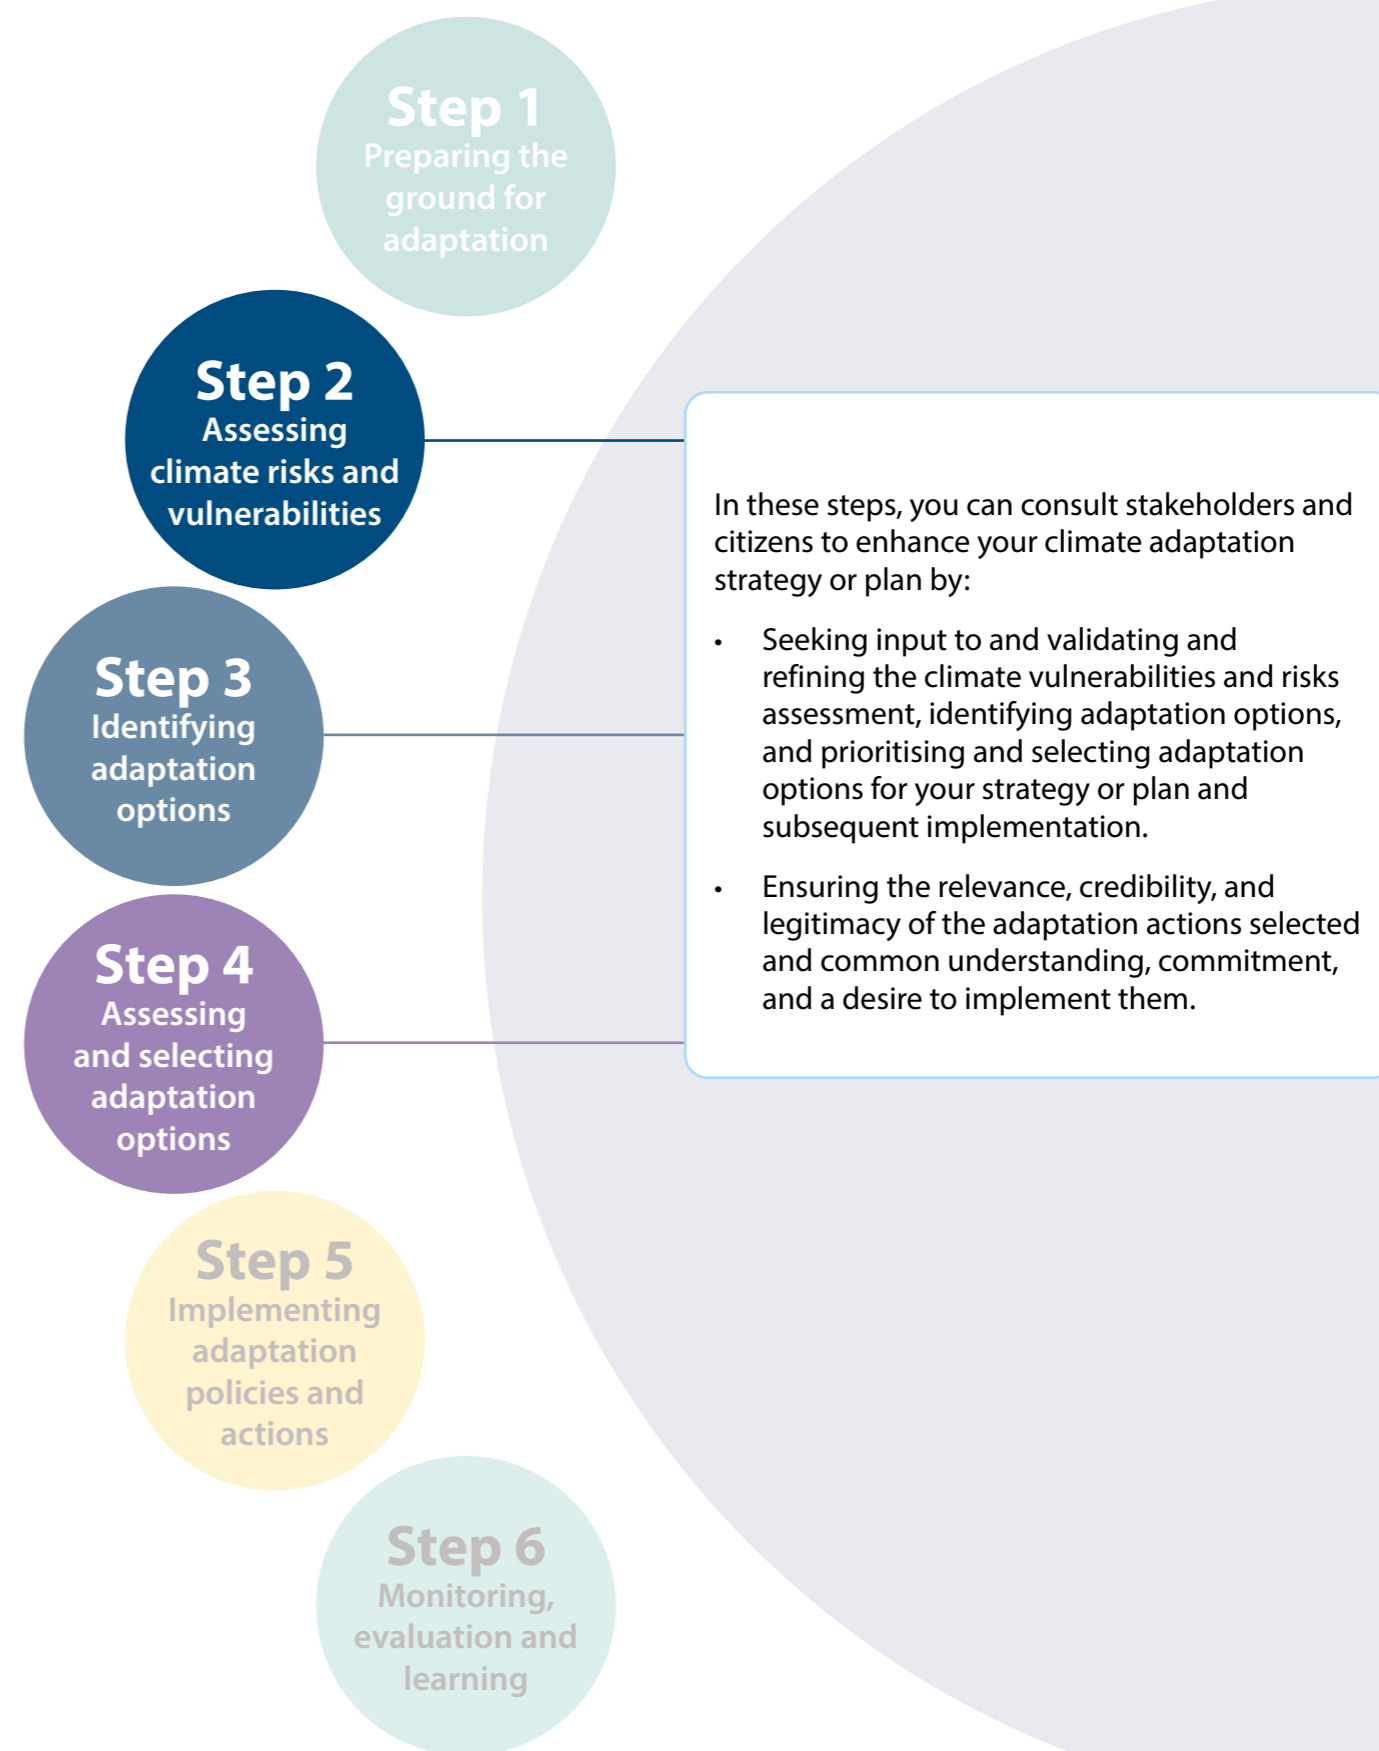 Step 1
Preparing the
ground for
adaptation
Step 2
Assessing
climate risks and
vulnerabilities
Step 3
Identifying
adaptation
options
Step 4
Assessing
and selecting
adaptation
options
Step 5
Implementing
adaptation
policies and
actions
Step 6
Monitoring,
evaluation and
learning
In these steps, you can consult stakeholders and
citizens to enhance your climate adaptation
strategy or plan by:
• Seeking input to and validating and
refining the climate vulnerabilities and risks
assessment, identifying adaptation options,
and prioritising and selecting adaptation
options for your strategy or plan and
subsequent implementation.
• Ensuring the relevance, credibility, and
legitimacy of the adaptation actions selected
and common understanding, commitment,
and a desire to implement them.